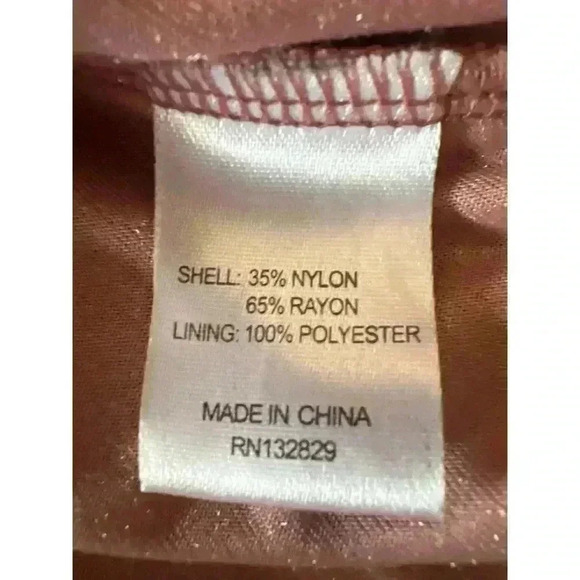 SHELL: 35% NYLON
65% RAYON
LINING: 100% POLYESTER
MADE IN CHINA
RN132829